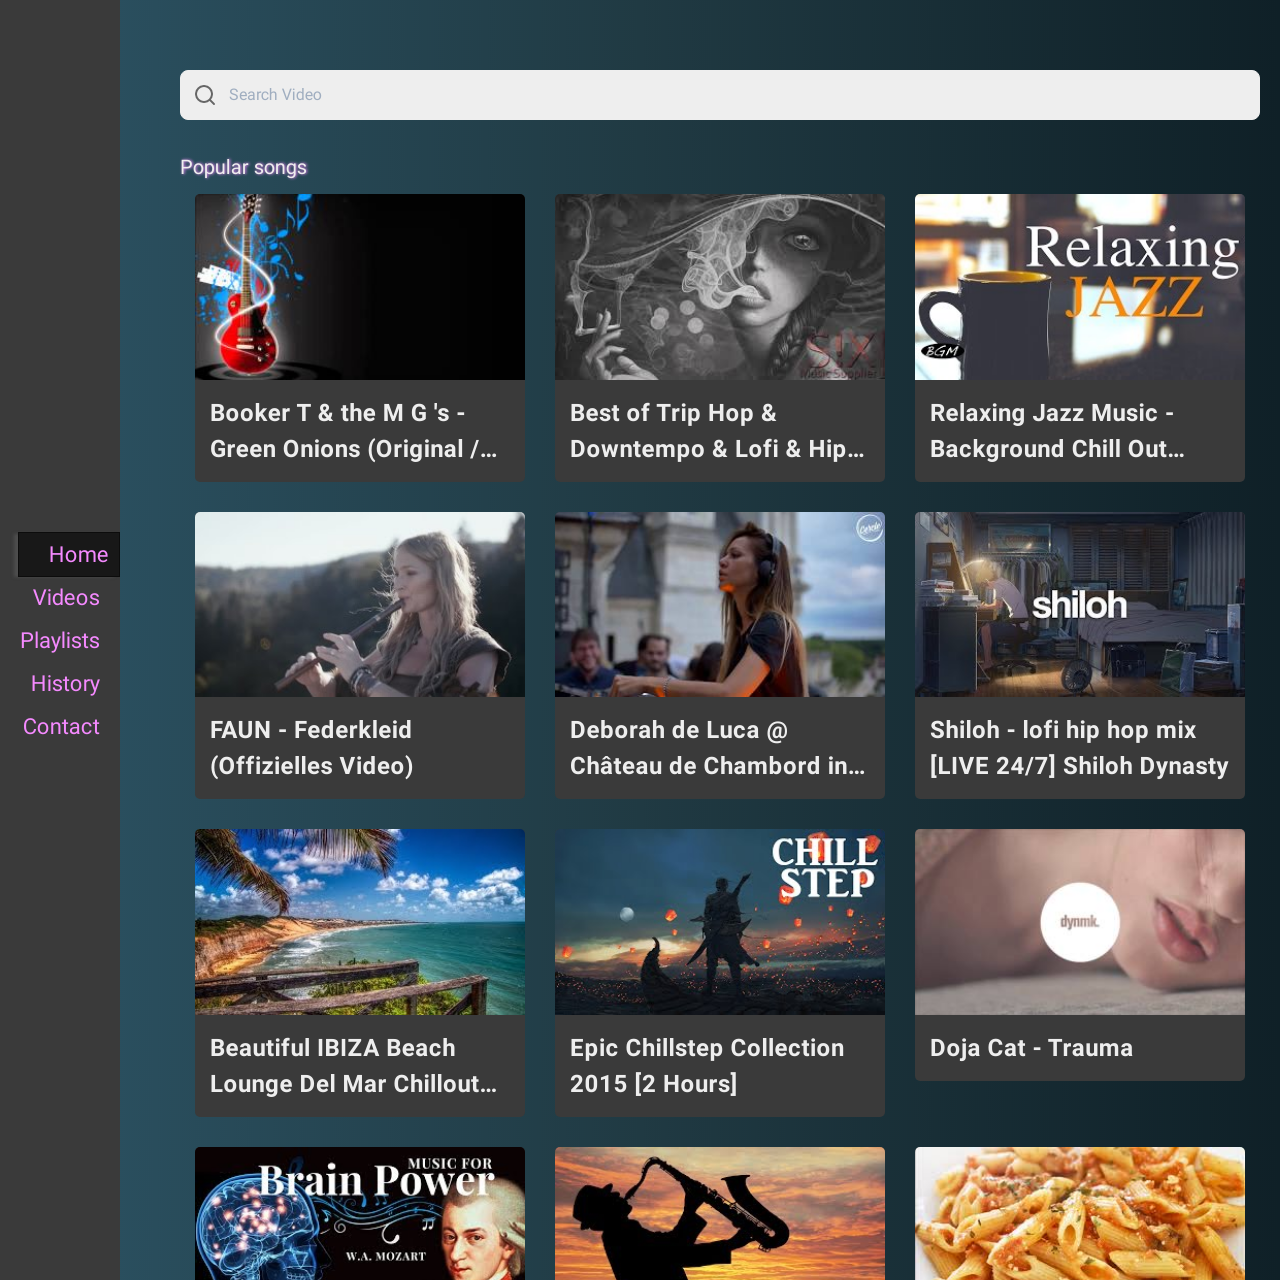 Search Video
Popular songs
Relaxing
JAZZ
BGM
Booker T & the M G 's -
Green Onions (Original /...
Best of Trip Hop &
Downtempo & Lofi & Hip...
Relaxing Jazz Music -
Background Chill Out...
Home
Videos
Playlists
History
Contact
Cercle
shiloh
FAUN - Federkleid
(Offizielles Video)
Deborah de Luca @
Château de Chambord in...
Shiloh - lofi hip hop mix
[LIVE 24/7] Shiloh Dynasty
CHILL
STEP
dynmk.
Beautiful IBIZA Beach
Lounge Del Mar Chillout...
Epic Chillstep Collection
2015 [2 Hours]
Doja Cat - Trauma
MUSIC FOR
Brain Power
W.A. MOZART